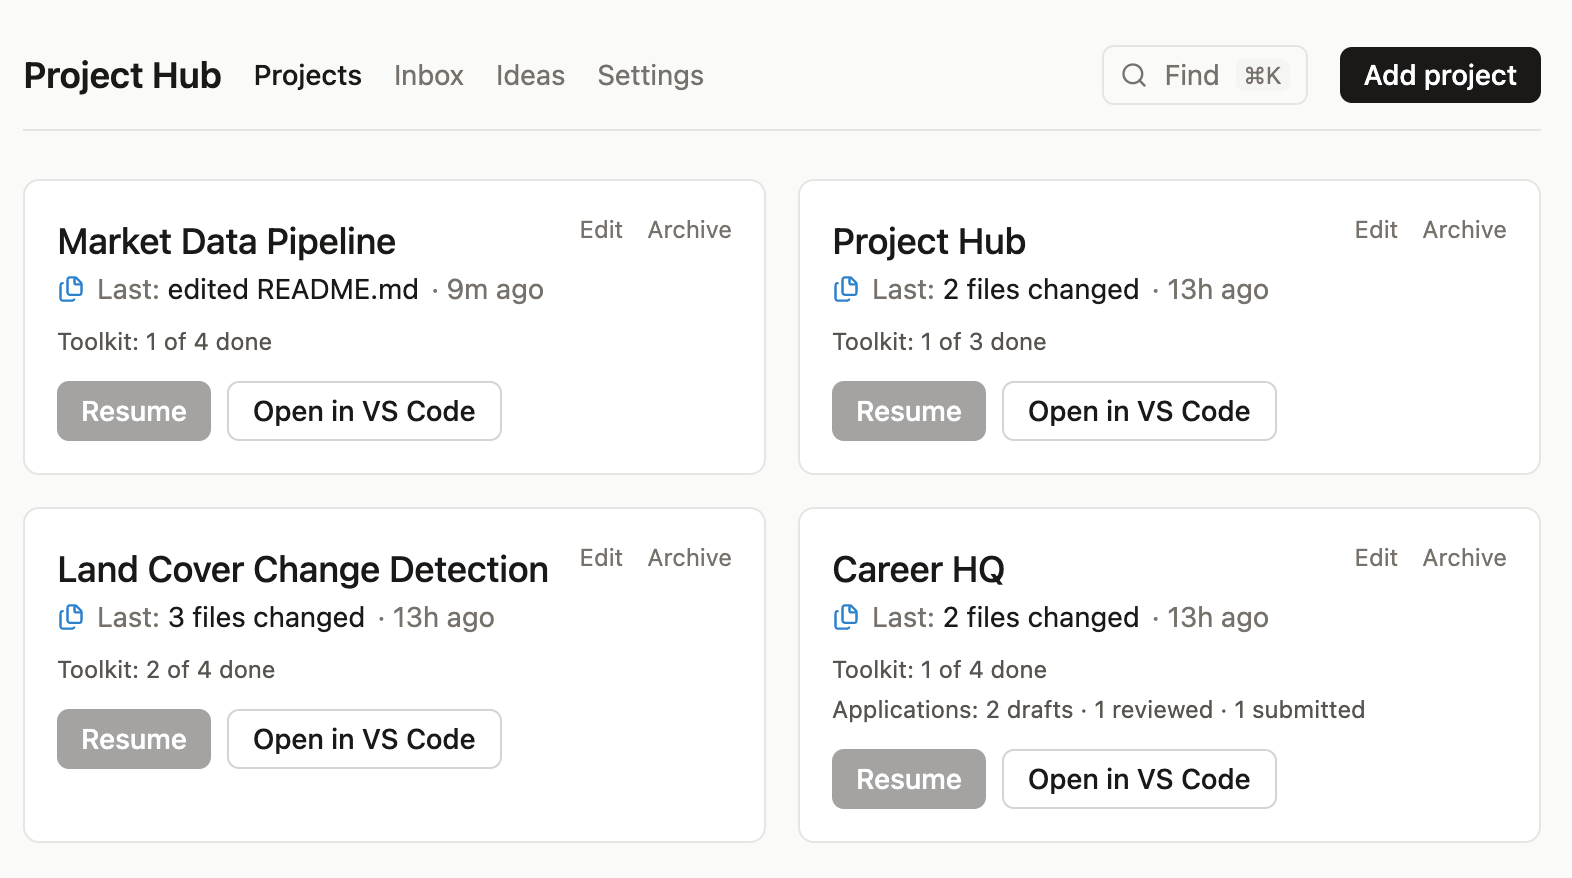 Project Hub Projects Inbox Ideas Settings Find ⌘K Add project
Market Data Pipeline Edit Archive
Last: edited README.md · 9m ago
Toolkit: 1 of 4 done
Resume Open in VS Code
Project Hub Edit Archive
Last: 2 files changed · 13h ago
Toolkit: 1 of 3 done
Resume Open in VS Code
Land Cover Change Detection Edit Archive
Last: 3 files changed · 13h ago
Toolkit: 2 of 4 done
Resume Open in VS Code
Career HQ Edit Archive
Last: 2 files changed · 13h ago
Toolkit: 1 of 4 done
Applications: 2 drafts · 1 reviewed · 1 submitted
Resume Open in VS Code